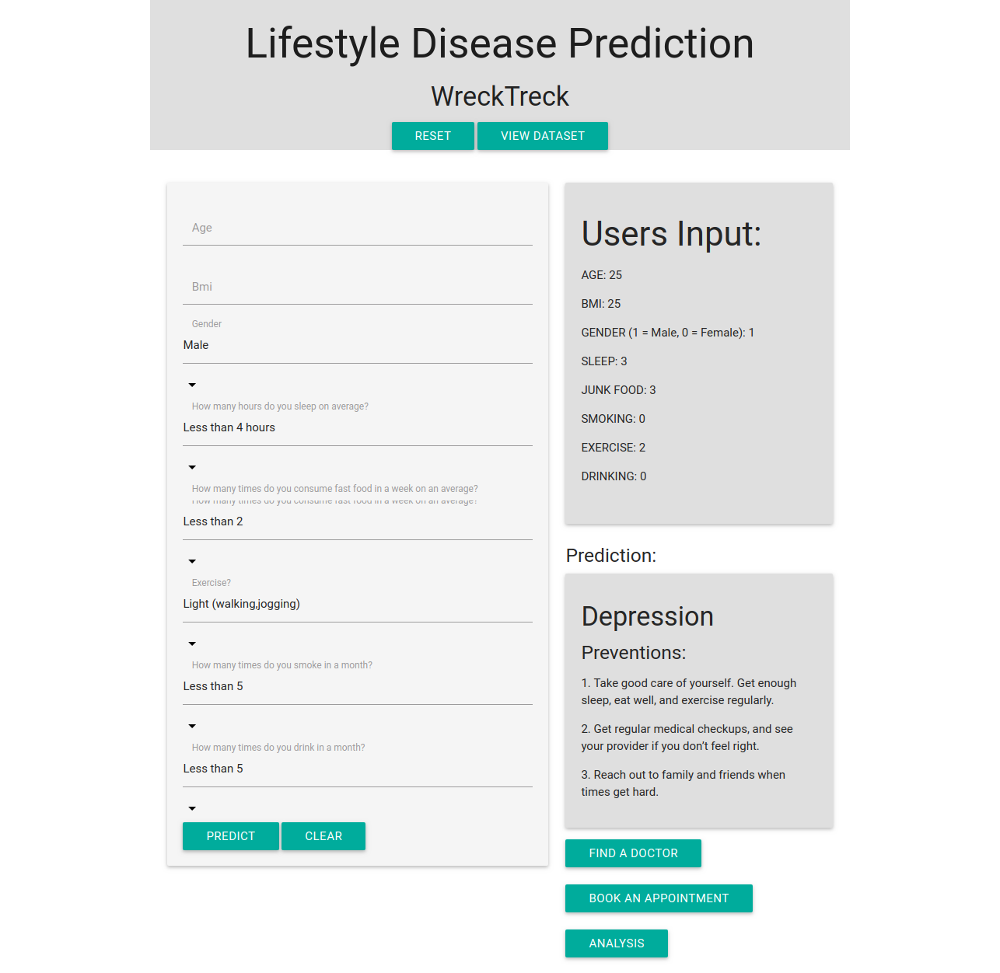 Lifestyle Disease Prediction
WreckTreck
RESET VIEW DATASET
Age
Bmi
Gender
Male
How many hours do you sleep on average?
Less than 4 hours
How many times do you consume fast food in a week on an average?
How many times do you consume fast food in a week on an average?
Less than 2
Exercise?
Light (walking,jogging)
How many times do you smoke in a month?
Less than 5
How many times do you drink in a month?
Less than 5
PREDICT CLEAR
Users Input:
AGE: 25
BMI: 25
GENDER (1 = Male, 0 = Female): 1
SLEEP: 3
JUNK FOOD: 3
SMOKING: 0
EXERCISE: 2
DRINKING: 0
Prediction:
Depression
Preventions:
1. Take good care of yourself. Get enough
sleep, eat well, and exercise regularly.
2. Get regular medical checkups, and see
your provider if you don’t feel right.
3. Reach out to family and friends when
times get hard.
FIND A DOCTOR
BOOK AN APPOINTMENT
ANALYSIS